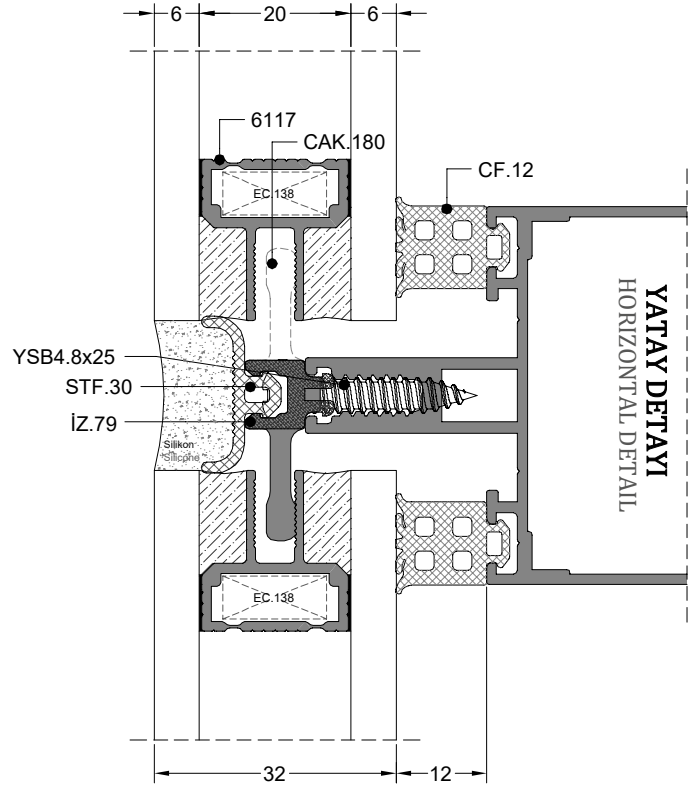 6
20
6
6117
CAK.180
EC.138
CF.12
YSB4.8x25
STF.30
İZ.79
Silikon
Silicone
YATAY DETAYI
HORIZONTAL DETAIL
EC.138
32
12